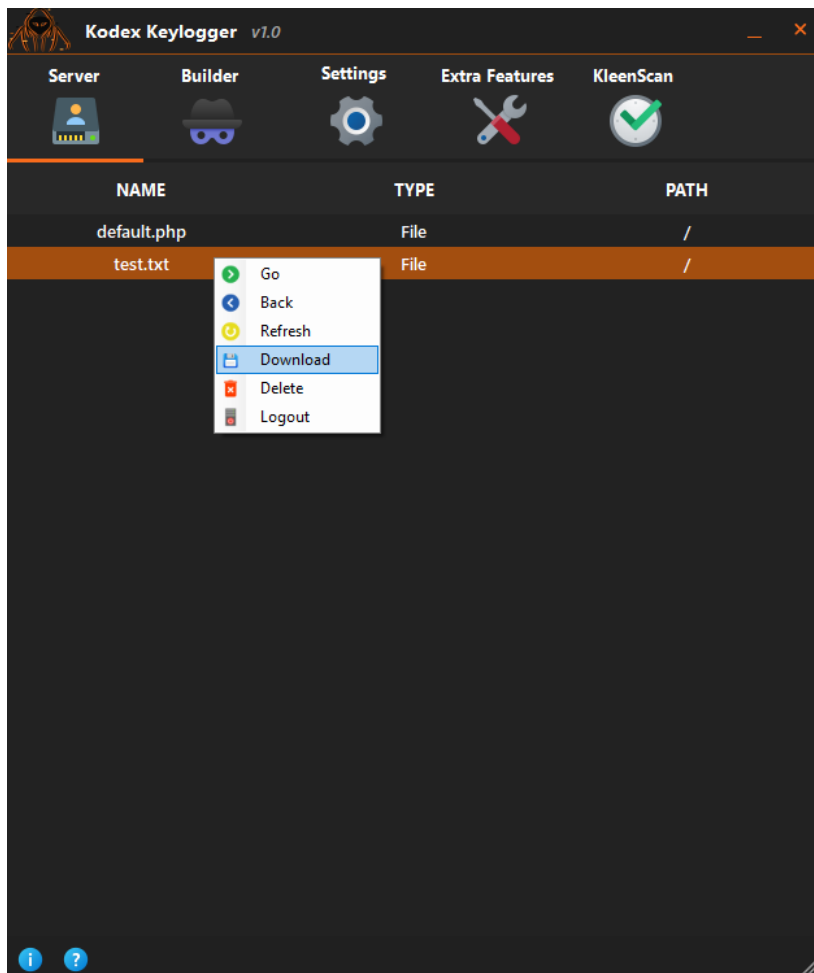 Kodex Keylogger v1.0
Server Builder Settings Extra Features KleenScan
NAME TYPE PATH
default.php File /
test.txt File /
Go
Back
Refresh
Download
Delete
Logout